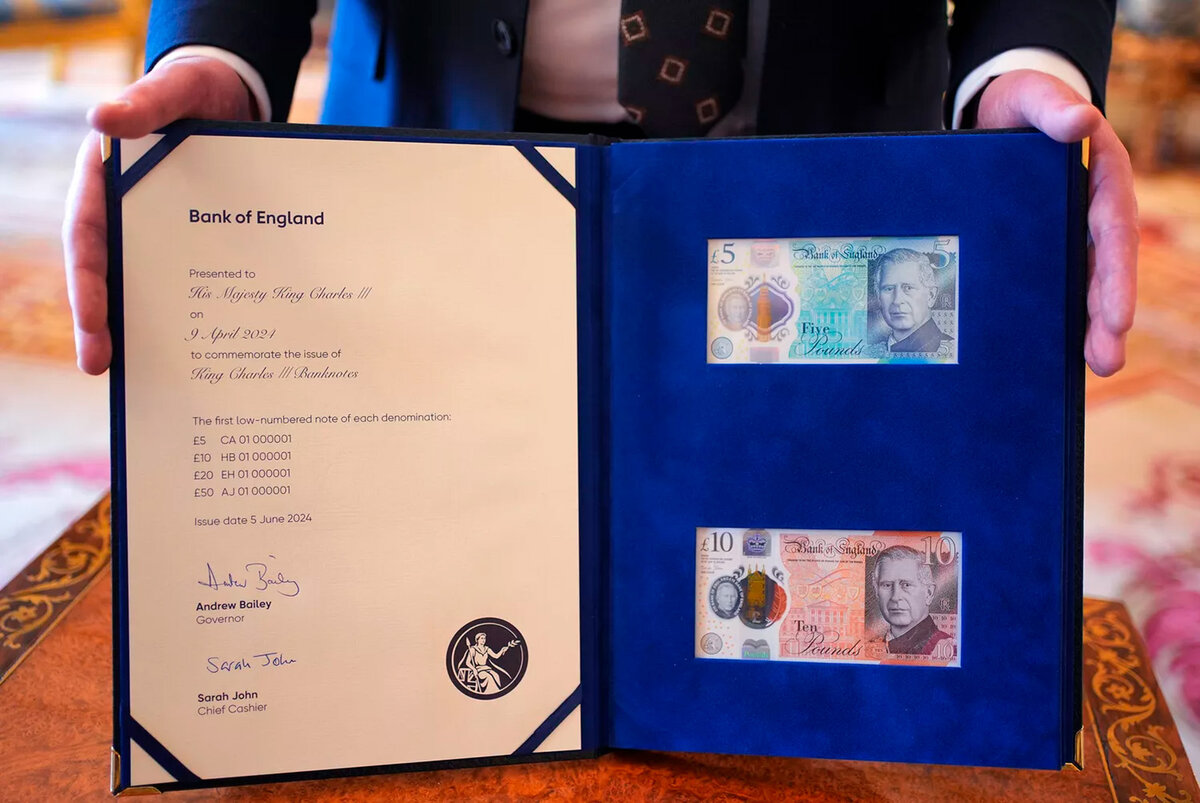 Bank of England
Presented to
His Majesty King Charles III
on
9 April 2024
to commemorate the issue of
King Charles III Banknotes
The first low-numbered note of each denomination:
£5 CA 01 000001
£10 HB 01 000001
£20 EH 01 000001
£50 AJ 01 000001
Issue date 5 June 2024
Andrew Bailey
Andrew Bailey
Governor
Sarah John
Sarah John
Chief Cashier
£5
Bank of England
5
Five
Pounds
£10
Bank of England
10
Ten
Pounds